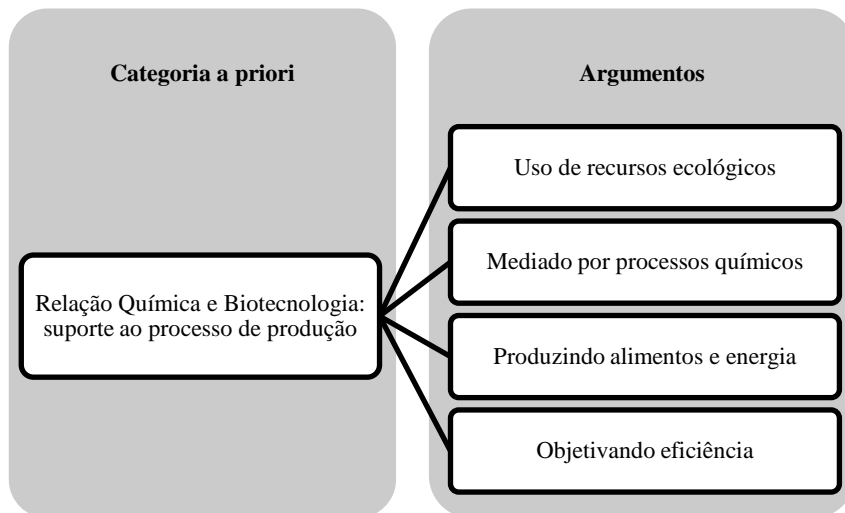 Categoria a priori
Argumentos
Relação Química e Biotecnologia:
suporte ao processo de produção
Uso de recursos ecológicos
Mediado por processos químicos
Produzindo alimentos e energia
Objetivando eficiência